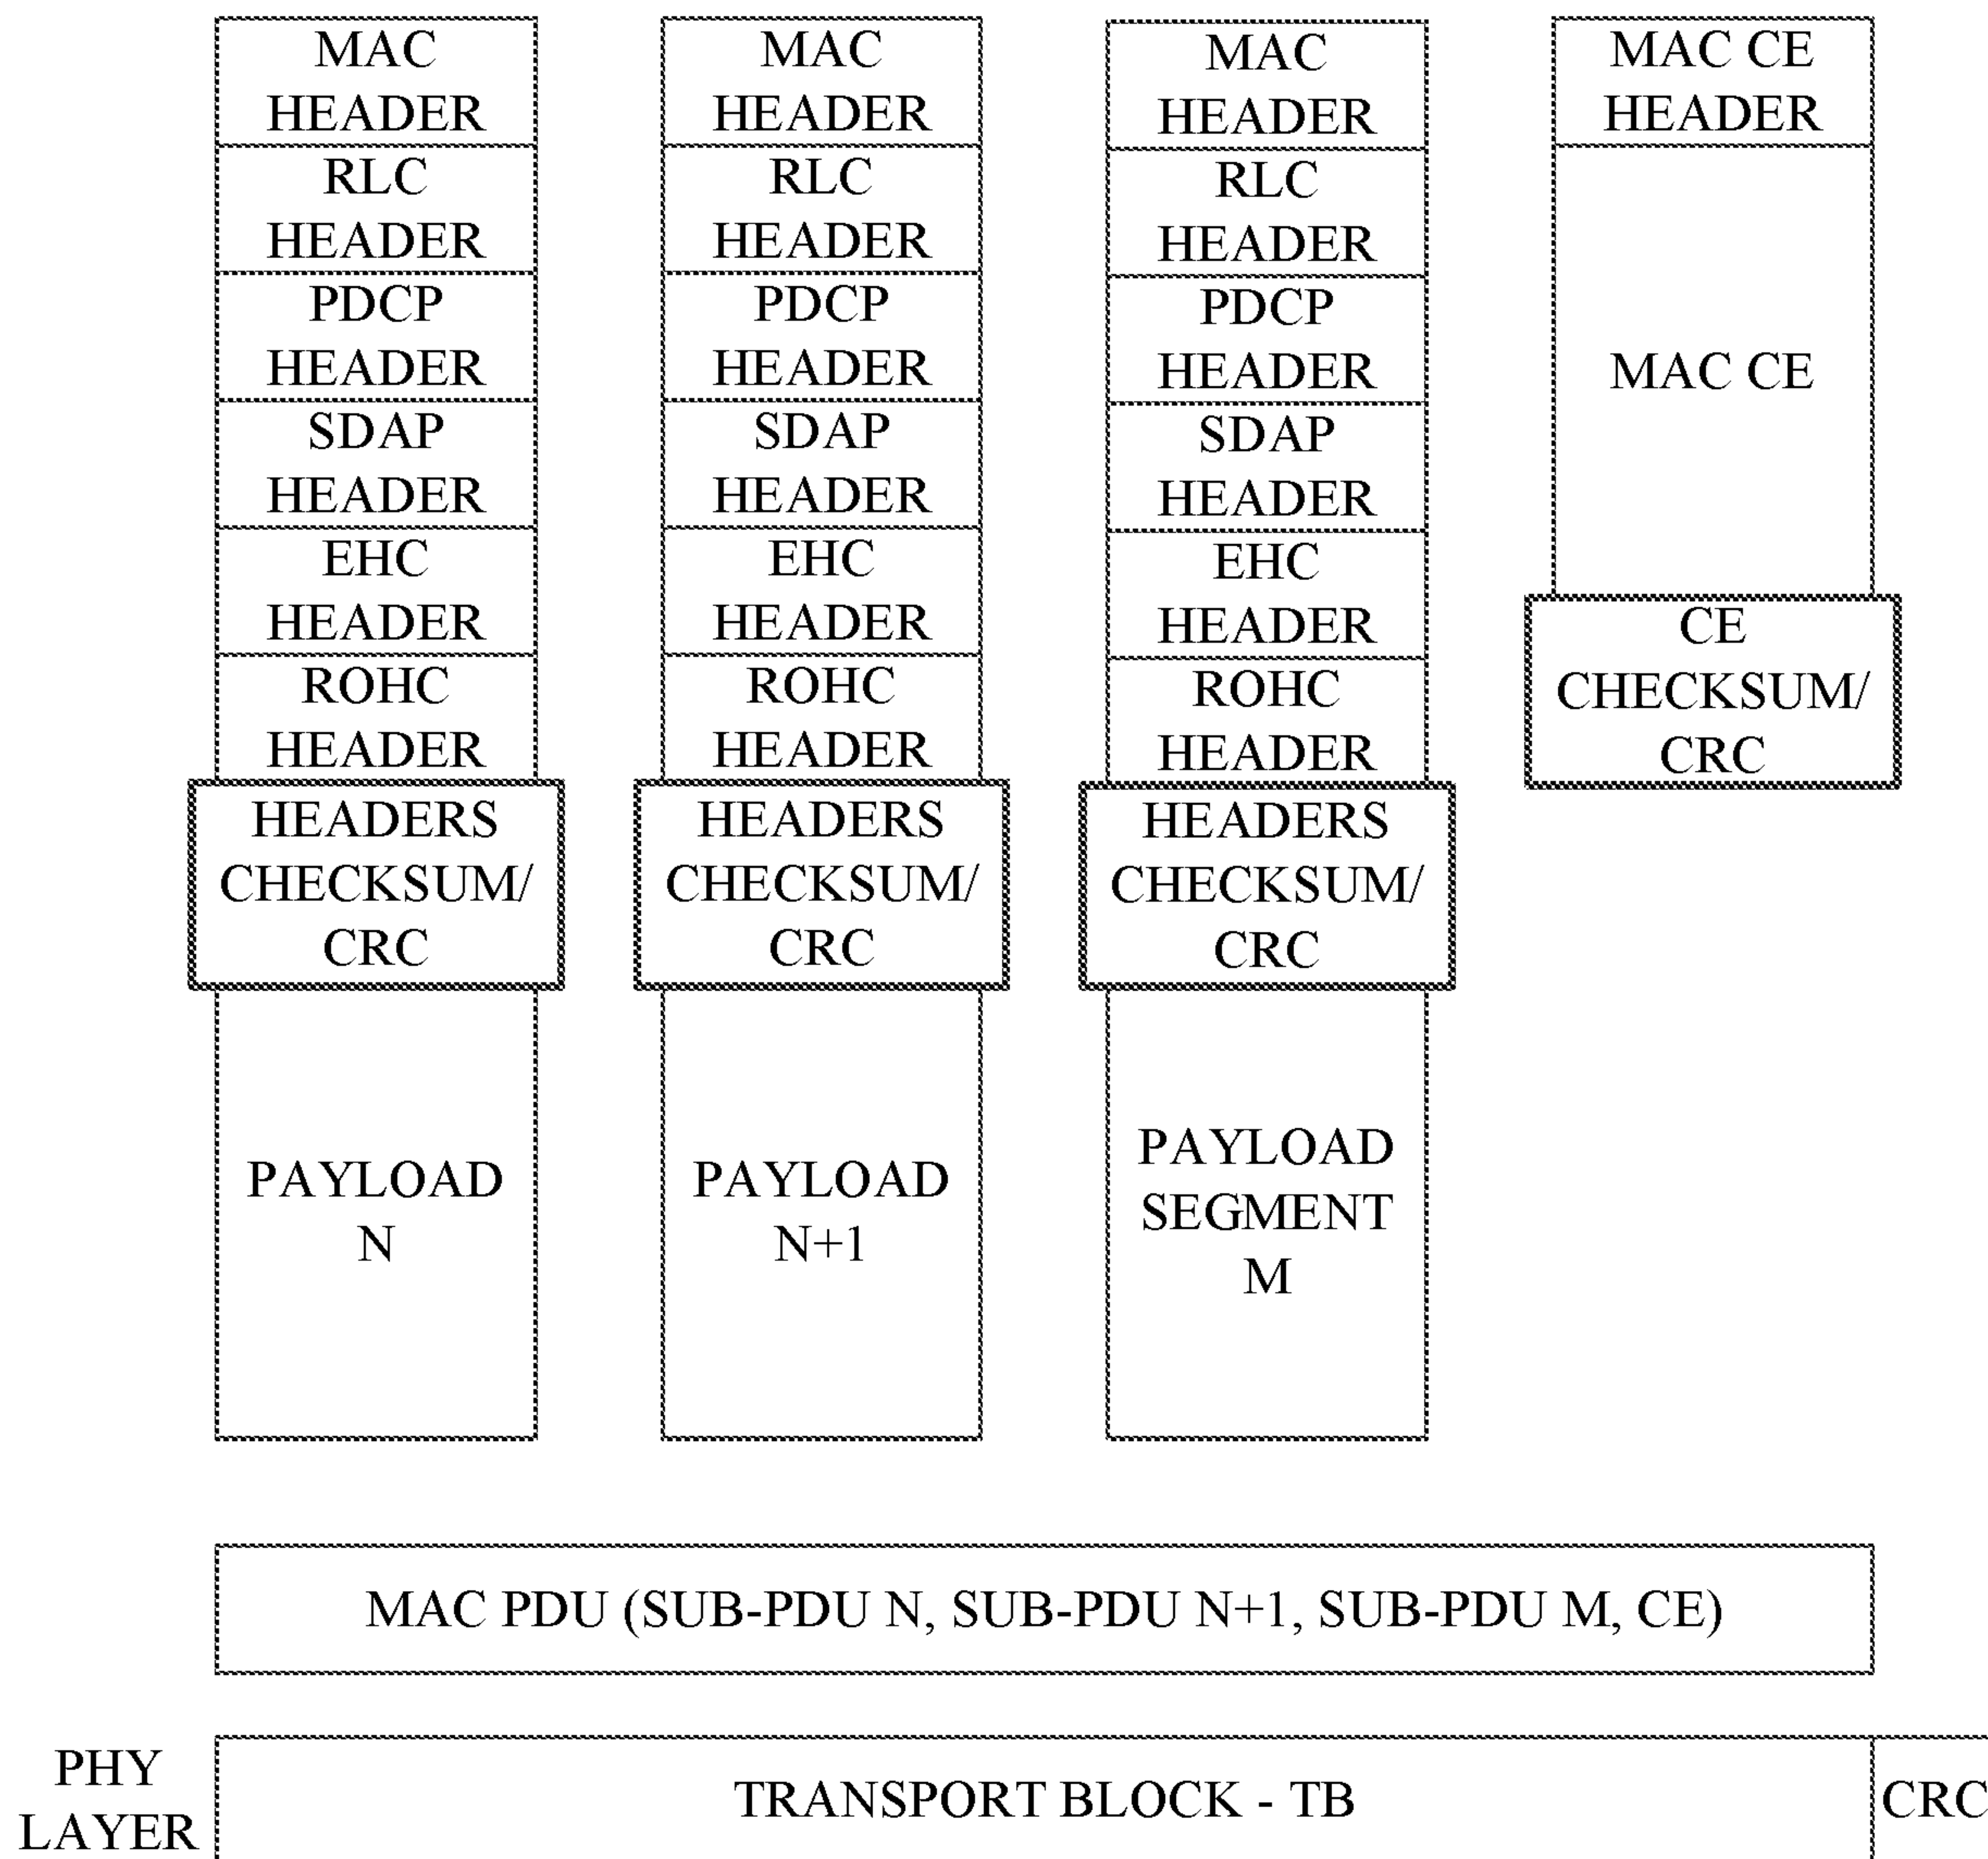 MAC
HEADER
RLC
HEADER
PDCP
HEADER
SDAP
HEADER
EHC
HEADER
ROHC
HEADER
HEADERS
CHECKSUM/
CRC
PAYLOAD
N
MAC
HEADER
RLC
HEADER
PDCP
HEADER
SDAP
HEADER
EHC
HEADER
ROHC
HEADER
HEADERS
CHECKSUM/
CRC
PAYLOAD
N+1
MAC
HEADER
RLC
HEADER
PDCP
HEADER
SDAP
HEADER
EHC
HEADER
ROHC
HEADER
HEADERS
CHECKSUM/
CRC
PAYLOAD
SEGMENT
M
MAC CE
HEADER
MAC CE
CE
CHECKSUM/
CRC
MAC PDU (SUB-PDU N, SUB-PDU N+1, SUB-PDU M, CE)
PHY
LAYER
TRANSPORT BLOCK - TB
CRC